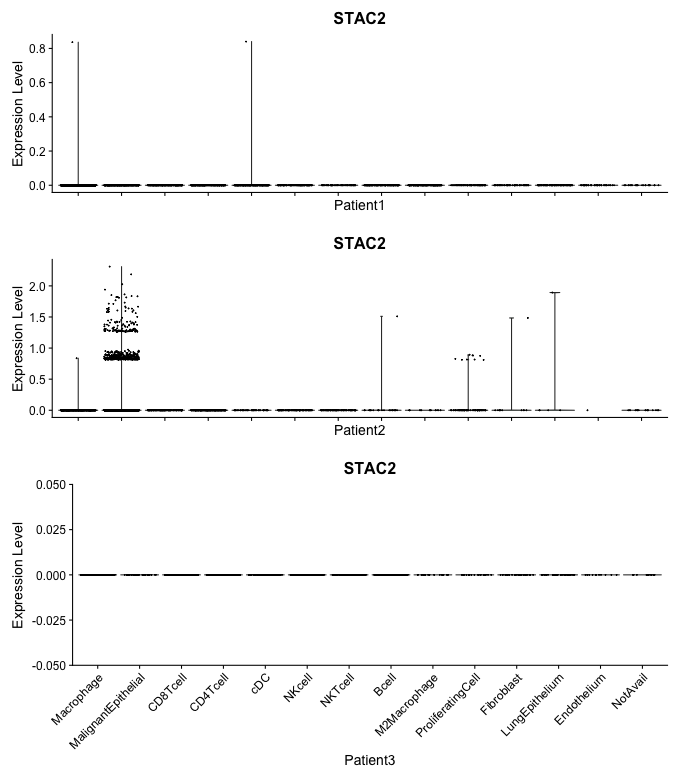 STAC2
Expression Level
0.8
0.6
0.4
0.2
0.0
Patient1
STAC2
Expression Level
2.0
1.5
1.0
0.5
0.0
Patient2
STAC2
Expression Level
0.050
0.025
0.000
-0.025
-0.050
Macrophage
MalignantEpithelial
CD8Tcell
CD4Tcell
cDC
NKcell
NKTcell
Bcell
M2Macrophage
ProliferatingCell
Fibroblast
LungEpithelium
Endothelium
NotAvail
Patient3